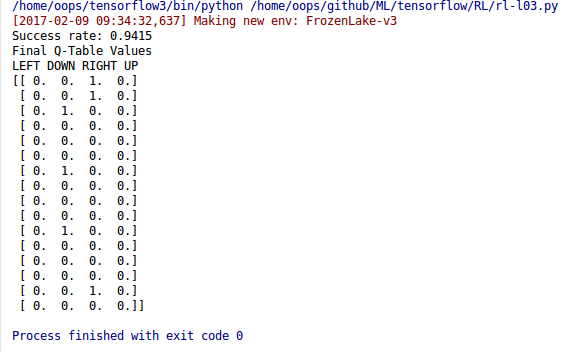 /home/oops/tensorflow3/bin/python /home/oops/github/ML/tensorflow/RL/rl-l03.py
[2017-02-09 09:34:32,637] Making new env: FrozenLake-v3
Success rate: 0.9415
Final Q-Table Values
LEFT DOWN RIGHT UP
[[ 0.  0.  1.  0.]
 [ 0.  0.  1.  0.]
 [ 0.  1.  0.  0.]
 [ 0.  0.  0.  0.]
 [ 0.  0.  0.  0.]
 [ 0.  0.  0.  0.]
 [ 0.  1.  0.  0.]
 [ 0.  0.  0.  0.]
 [ 0.  0.  0.  0.]
 [ 0.  0.  0.  0.]
 [ 0.  1.  0.  0.]
 [ 0.  0.  0.  0.]
 [ 0.  0.  0.  0.]
 [ 0.  0.  0.  0.]
 [ 0.  0.  1.  0.]
 [ 0.  0.  0.  0.]]
Process finished with exit code 0